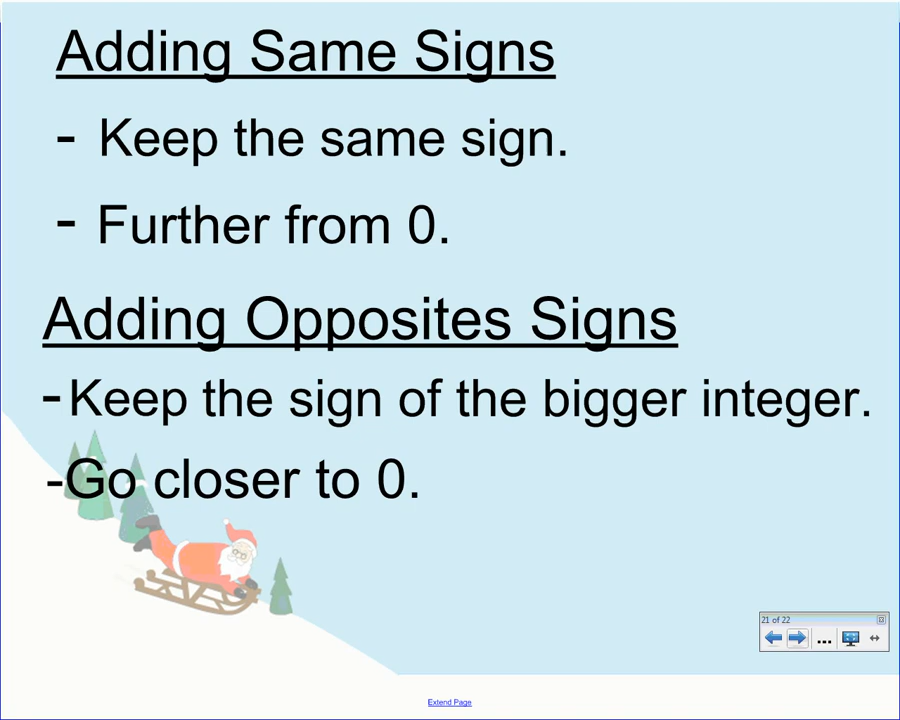 Adding Same Signs
- Keep the same sign.
- Further from 0.
Adding Opposites Signs
-Keep the sign of the bigger integer.
-Go closer to 0.
21 of 22
...
Extend Page